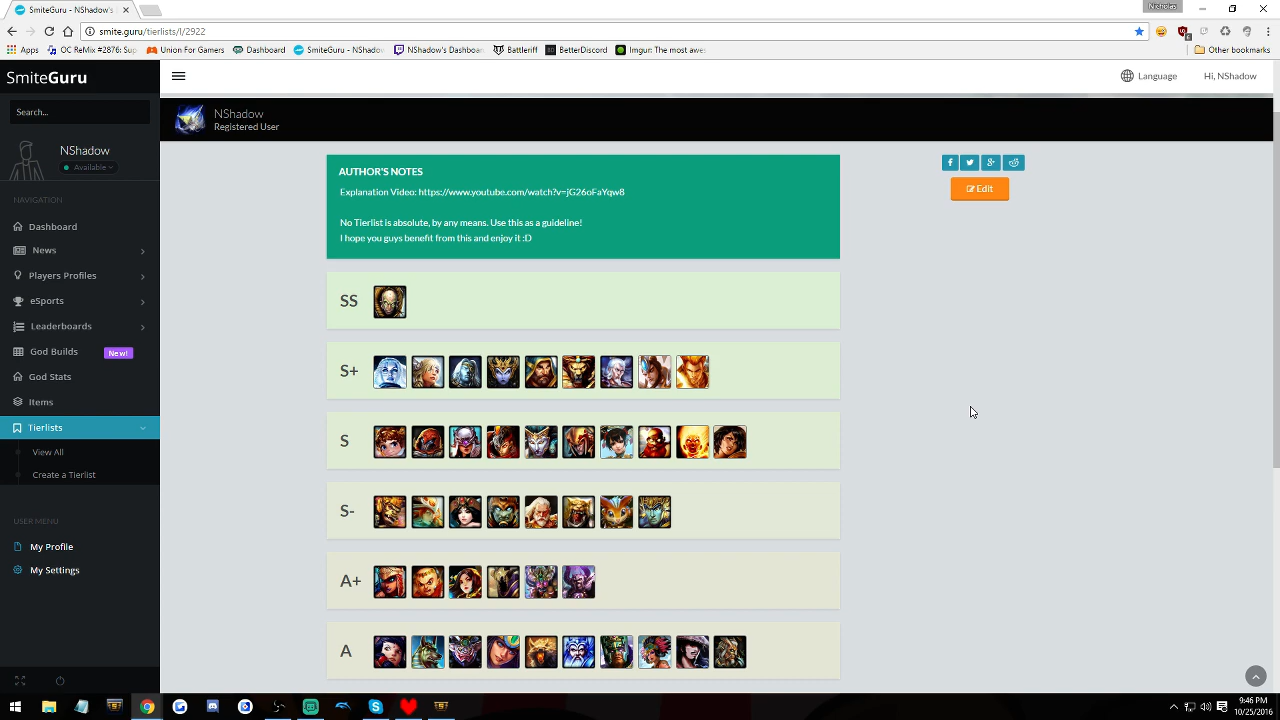 Nicholas
SmiteGuru - NShadow's
smite.guru/tierlists/l/2922
Apps
OC ReMix #2876: Sup
Union For Gamers
Dashboard
SmiteGuru - NShado
NShadow's Dashbo
Battleriff
BD
BetterDiscord
Imgur: The most awe
Other bookmarks
SmiteGuru
Language
Hi, NShadow
Search...
NShadow
Registered User
NShadow
Available
AUTHOR'S NOTES
Explanation Video: https://www.youtube.com/watch?v=jG26oFaYqw8
No Tierlist is absolute, by any means. Use this as a guideline!
I hope you guys benefit from this and enjoy it :D
Edit
NAVIGATION
Dashboard
News
Players Profiles
eSports
Leaderboards
God Builds
New!
God Stats
Items
Tierlists
View All
Create a Tierlist
USER MENU
My Profile
My Settings
SS
S+
S
S-
A+
A
9:46 PM
10/25/2016